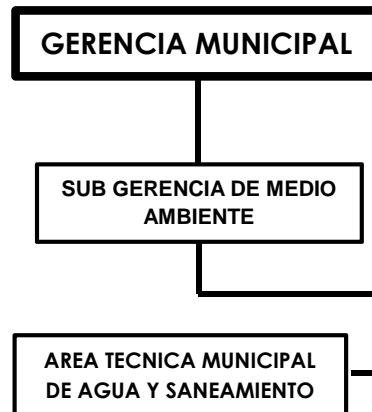 GERENCIA MUNICIPAL
SUB GERENCIA DE MEDIO
AMBIENTE
AREA TECNICA MUNICIPAL
DE AGUA Y SANEAMIENTO